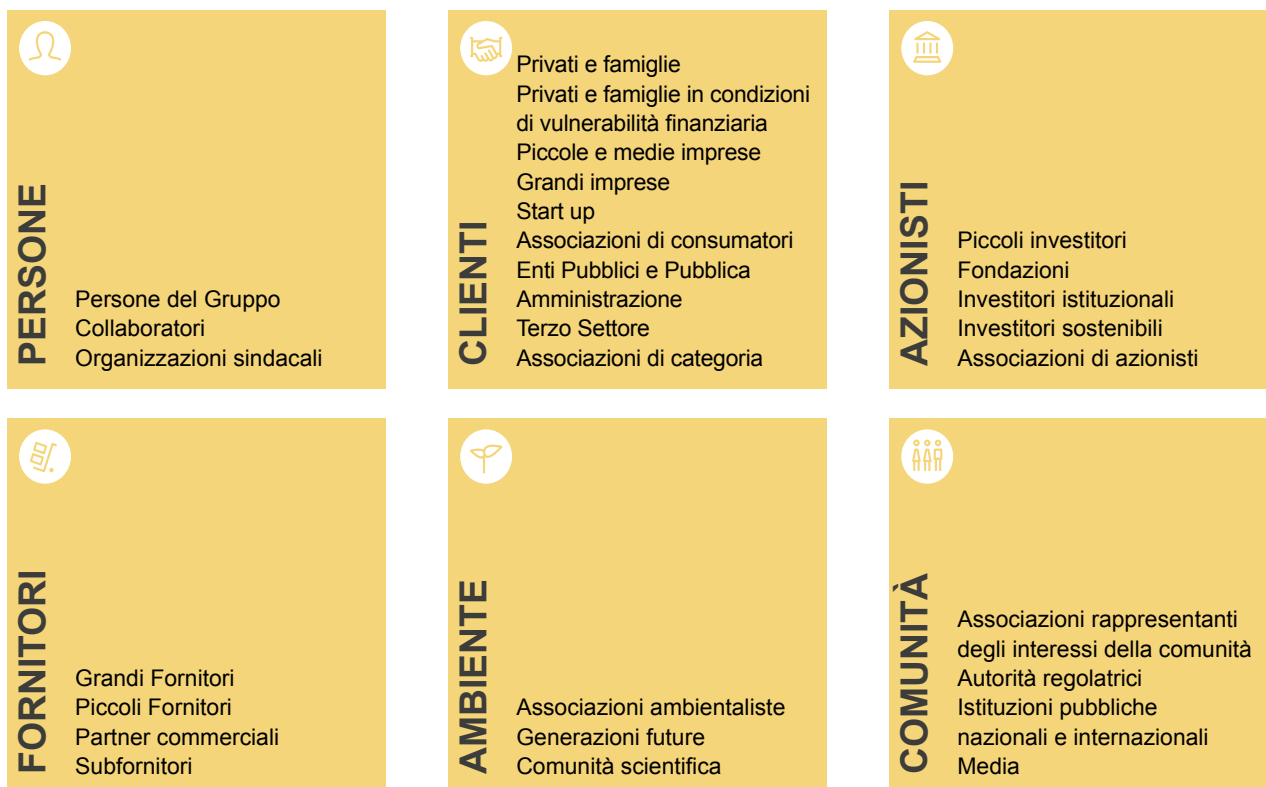 PERSONE
Persone del Gruppo
Collaboratori
Organizzazioni sindacali
CLIENTI
Privati e famiglie
Privati e famiglie in condizioni
di vulnerabilità finanziaria
Piccole e medie imprese
Grandi imprese
Start up
Associazioni di consumatori
Enti Pubblici e Pubblica
Amministrazione
Terzo Settore
Associazioni di categoria
AZIONISTI
Piccoli investitori
Fondazioni
Investitori istituzionali
Investitori sostenibili
Associazioni di azionisti
FORNITORI
Grandi Fornitori
Piccoli Fornitori
Partner commerciali
Subfornitori
AMBIENTE
Associazioni ambientaliste
Generazioni future
Comunità scientifica
COMUNITÀ
Associazioni rappresentanti
degli interessi della comunità
Autorità regolatrici
Istituzioni pubbliche
nazionali e internazionali
Media